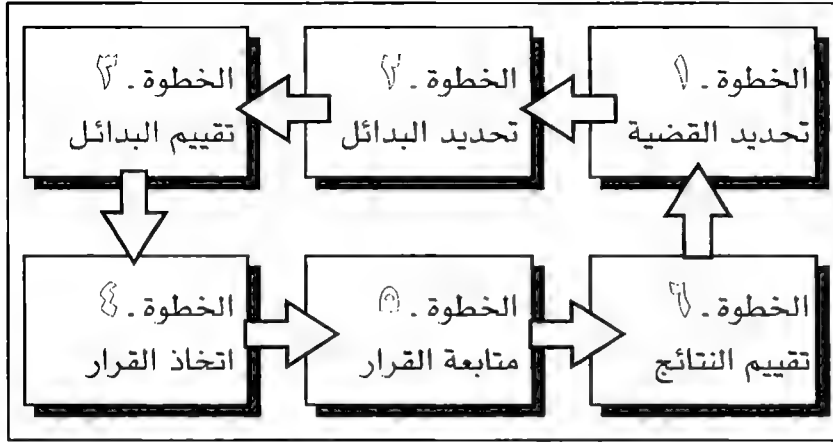 الخطوة ـ ١
تحديد القضية
الخطوة ـ ٢
تحديد البدائل
الخطوة ـ ٣
تقييم البدائل
الخطوة ـ ٤
اتخاذ القرار
الخطوة ـ ٥
متابعة القرار
الخطوة ـ ٦
تقييم النتائج